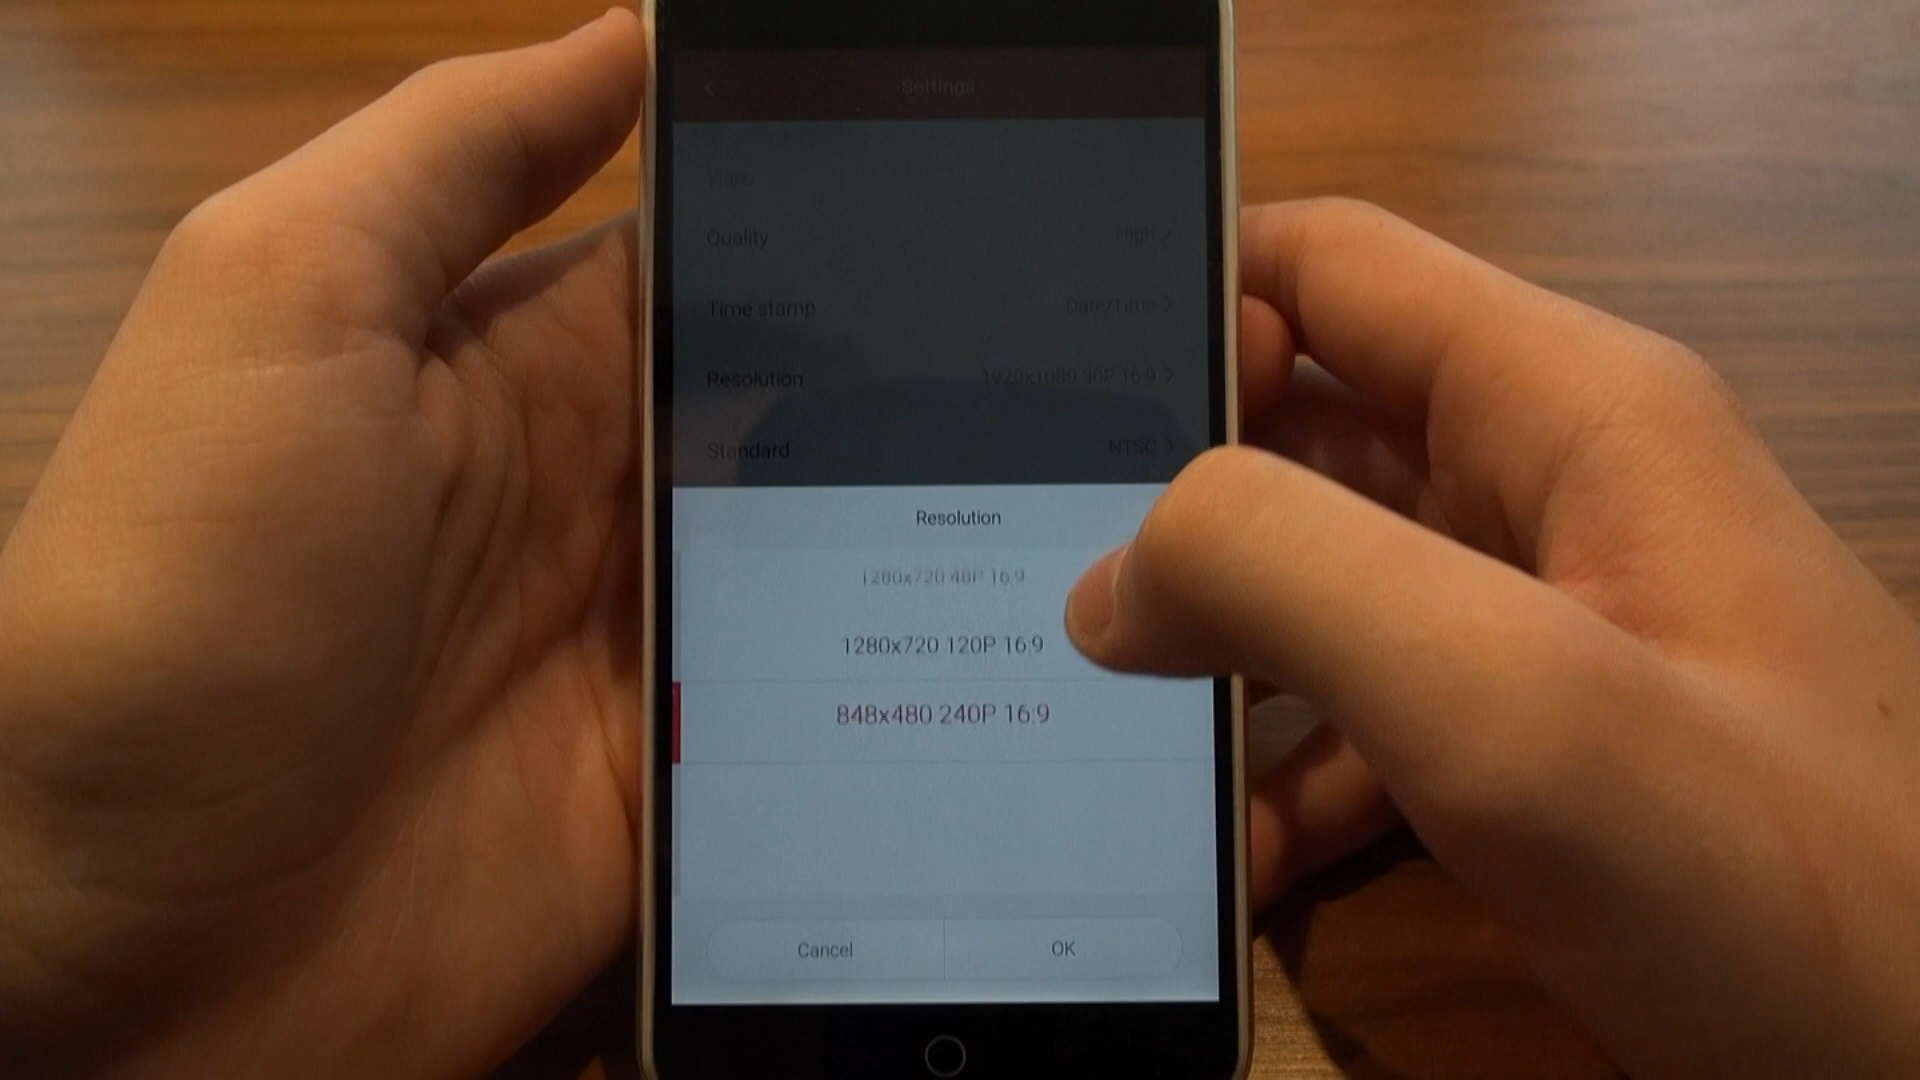 Settings
Video
Quality High
Time stamp Date/Time
Resolution 1920x1080 30P 16:9
Standard NTSC
Resolution
1280x720 48P 16:9
1280x720 120P 16:9
848x480 240P 16:9
Cancel OK